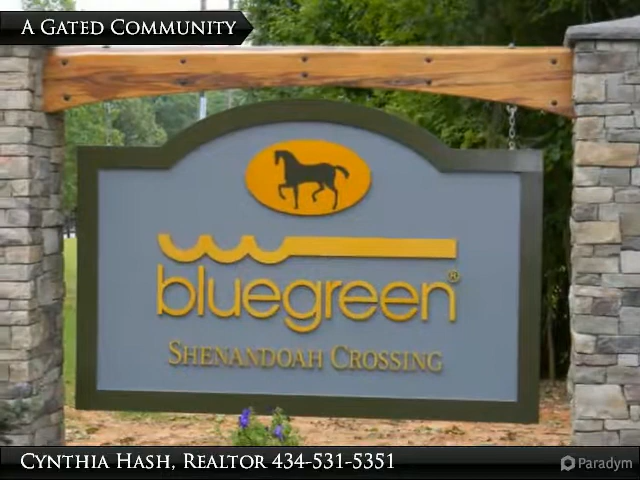 A Gated Community
bluegreen®
Shenandoah Crossing
Cynthia Hash, Realtor 434-531-5351
Paradym